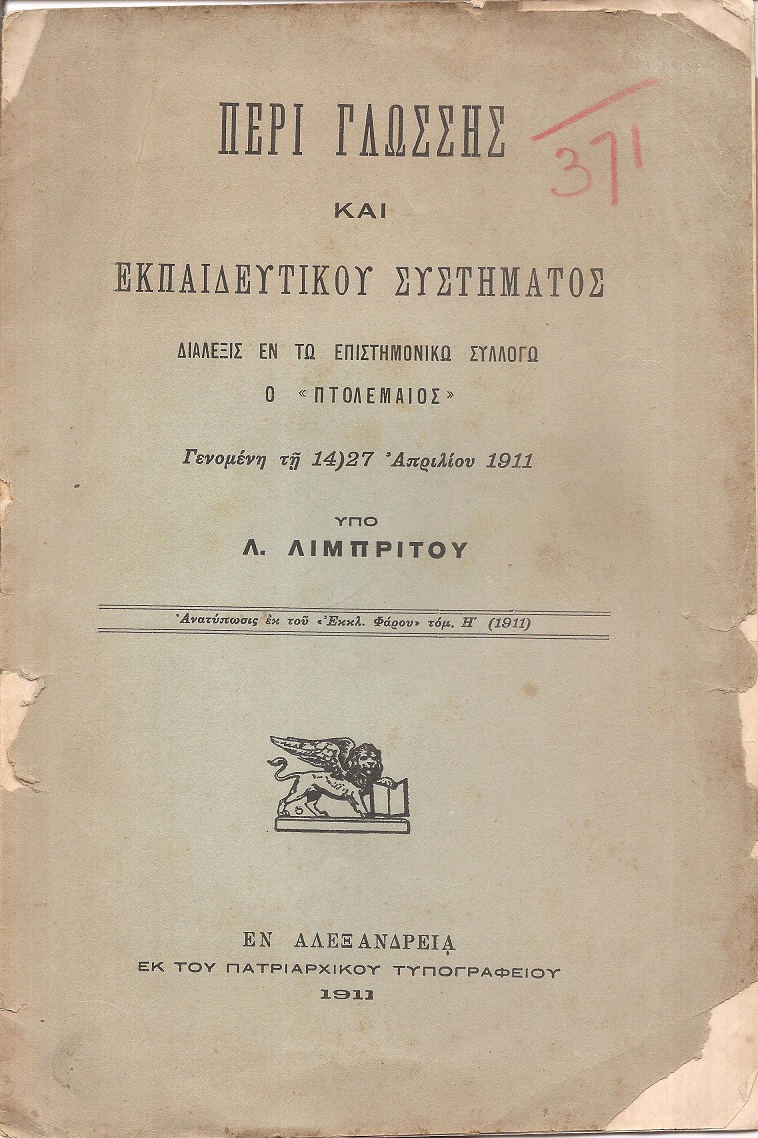 ΠΕΡΙ ΓΛΩΣΣΗΣ
371
ΚΑΙ
ΕΚΠΑΙΔΕΥΤΙΚΟΥ ΣΥΣΤΗΜΑΤΟΣ
ΔΙΑΛΕΞΙΣ ΕΝ ΤΩ ΕΠΙΣΤΗΜΟΝΙΚΩ ΣΥΛΛΟΓΩ
Ο «ΠΤΟΛΕΜΑΙΟΣ»
Γενομένη τῇ 14)27 Ἀπριλίου 1911
ΥΠΟ
Λ. ΛΙΜΠΡΙΤΟΥ
Ἀνατύπωσις ἐκ τοῦ «Ἐκκλ. Φάρου» τόμ. Η΄ (1911)
ΕΝ ΑΛΕΞΑΝΔΡΕΙᾼ
ΕΚ ΤΟΥ ΠΑΤΡΙΑΡΧΙΚΟΥ ΤΥΠΟΓΡΑΦΕΙΟΥ
1911